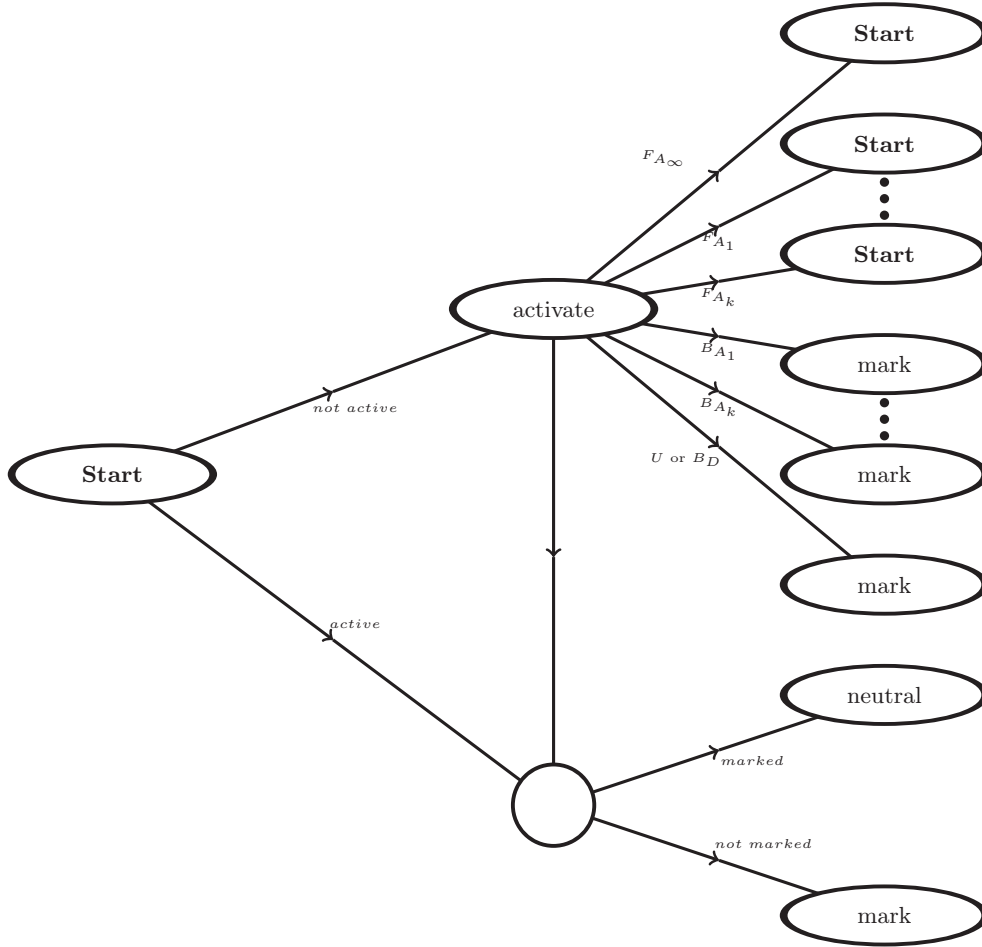 Start
Start
F_{A_∞}
F_{A_1}
Start
F_{A_k}
activate
B_{A_1}
mark
not active
B_{A_k}
U or B_D
Start
mark
mark
active
neutral
marked
not marked
mark